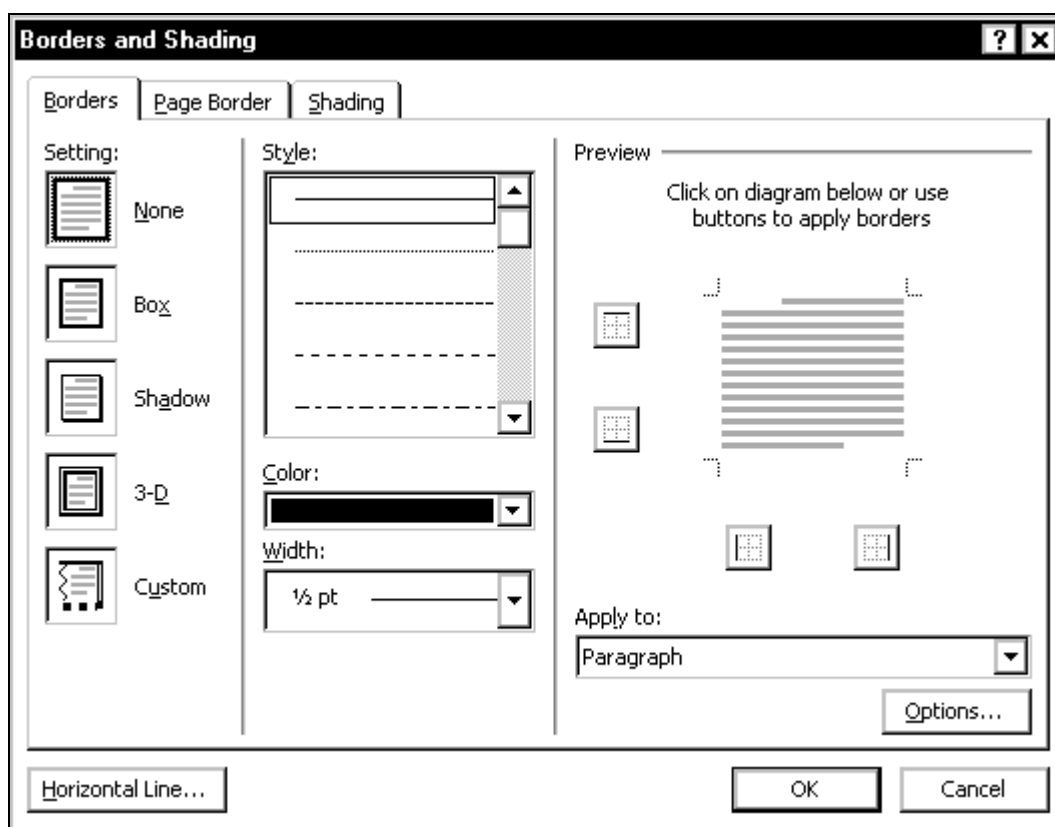 Borders and Shading
Borders
Page Border
Shading
Setting:
None
Box
Shadow
3-D
Custom
Style:
Color:
Width:
½ pt
Preview
Click on diagram below or use
buttons to apply borders
Apply to:
Paragraph
Options...
Horizontal Line...
OK
Cancel